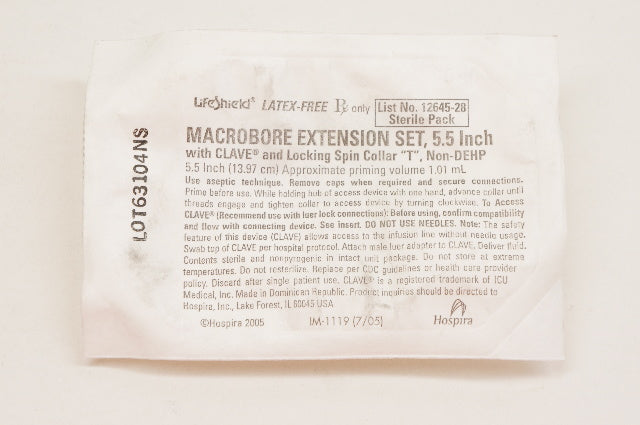 LifeShield® LATEX-FREE Rx only
List No. 12645-28
Sterile Pack
MACROBORE EXTENSION SET, 5.5 Inch
with CLAVE® and Locking Spin Collar "T", Non-DEHP
5.5 Inch (13.97 cm) Approximate priming volume 1.01 mL
Use aseptic technique. Remove caps when required and secure connections.
Prime before use. While holding hub of access device with one hand, advance collar until
threads engage and tighten collar to access device by turning clockwise. To Access
CLAVE® (Recommend use with luer lock connections): Before using, confirm compatibility
and flow with connecting device. See insert. DO NOT USE NEEDLES. Note: The safety
feature of this device (CLAVE) allows access to the infusion line without needle usage.
Swab top of CLAVE per hospital protocol. Attach male luer adapter to CLAVE. Deliver fluid.
Contents sterile and nonpyrogenic in intact unit package. Do not store at extreme
temperatures. Do not resterilize. Replace per CDC guidelines or health care provider
policy. Discard after single patient use. CLAVE® is a registered trademark of ICU
Medical, Inc. Made in Dominican Republic. Product inquiries should be directed to
Hospira, Inc., Lake Forest, IL 60045 USA
©Hospira 2005 IM-1119 (7/05) Hospira
LOT63104NS